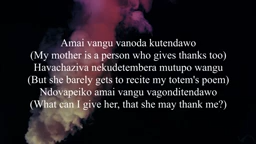 Amai vangu vanoda kutendawo
(My mother is a person who gives thanks too)
Havachaziva nekudetembera mutupo wangu
(But she barely gets to recite my totem's poem)
Ndovapeiko amai vangu vagonditendawo
(What can I give her, that she may thank me?)